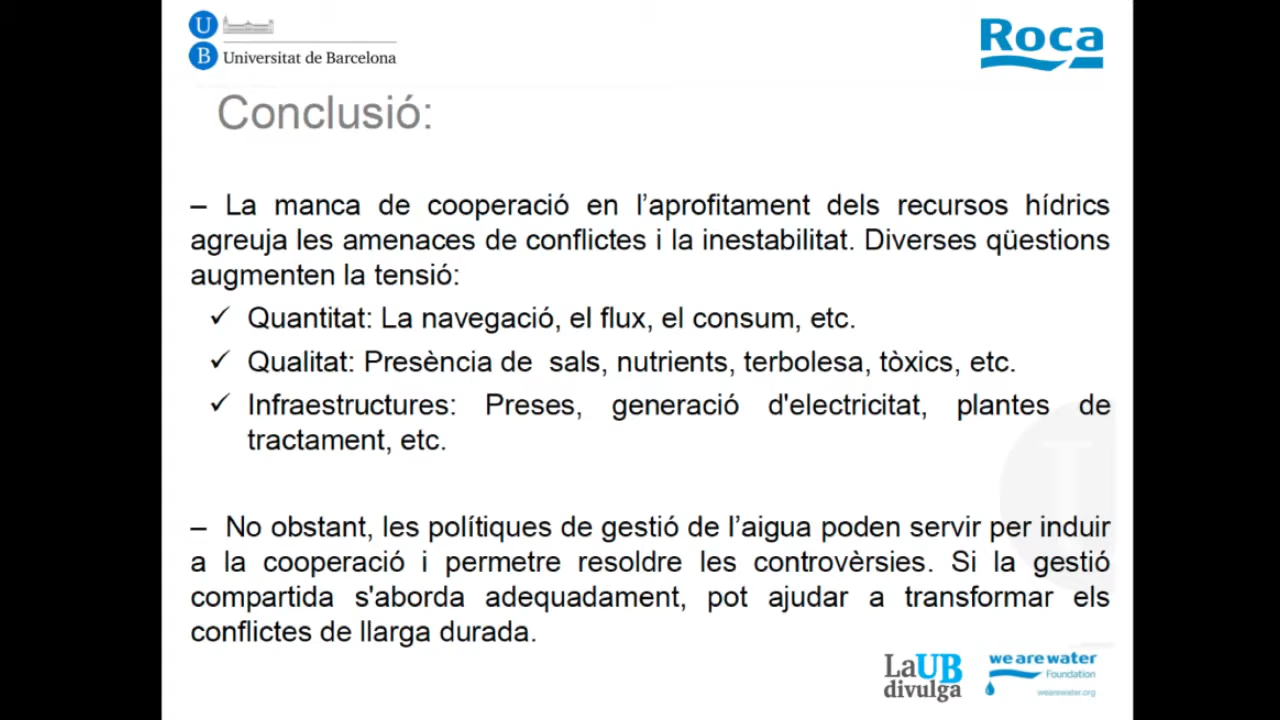 U
B Universitat de Barcelona
Roca
Conclusió:
– La manca de cooperació en l’aprofitament dels recursos hídrics
agreuja les amenaces de conflictes i la inestabilitat. Diverses qüestions
augmenten la tensió:
✓ Quantitat: La navegació, el flux, el consum, etc.
✓ Qualitat: Presència de sals, nutrients, terbolesa, tòxics, etc.
✓ Infraestructures: Preses, generació d'electricitat, plantes de
tractament, etc.
– No obstant, les polítiques de gestió de l’aigua poden servir per induir
a la cooperació i permetre resoldre les controvèrsies. Si la gestió
compartida s'aborda adequadament, pot ajudar a transformar els
conflictes de llarga durada.
LaUB
divulga
we are water
Foundation
wearewater.org